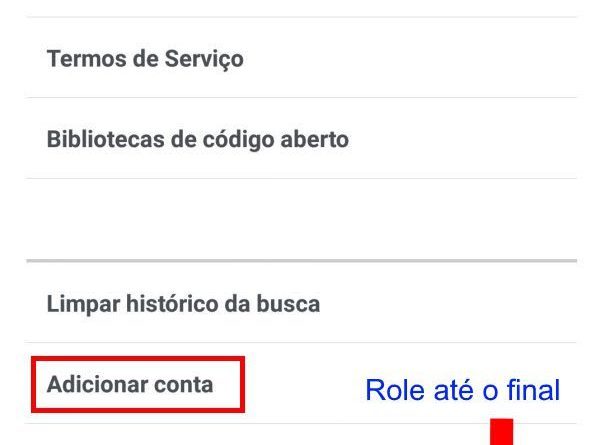 Termos de Serviço
Bibliotecas de código aberto
Limpar histórico da busca
Adicionar conta
Role até o final